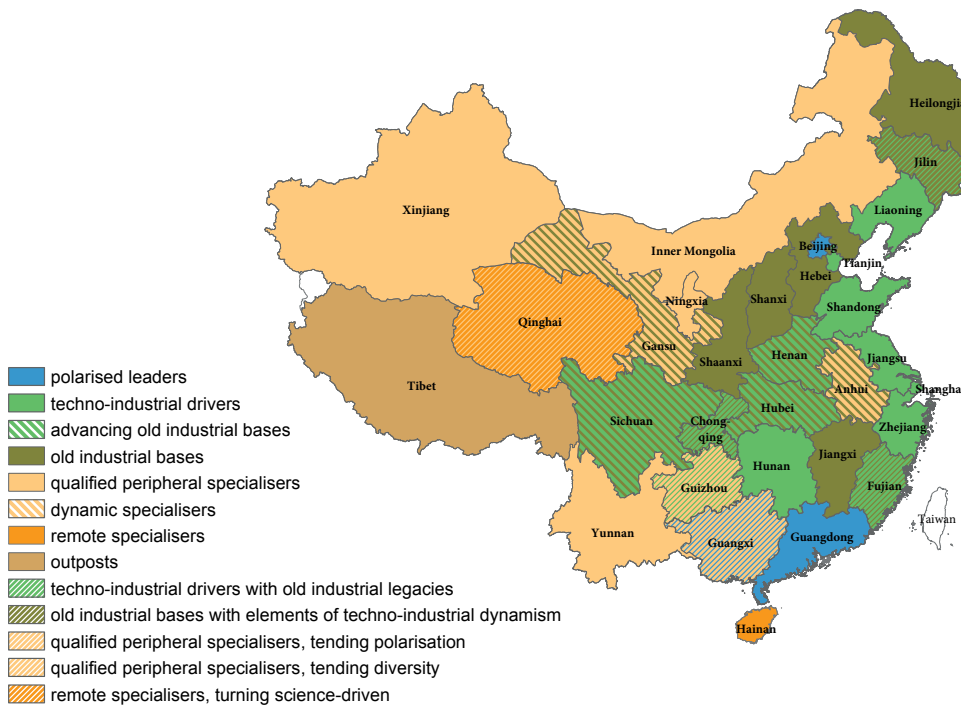 Heilongjia
Jilin
Liaoning
Xinjiang
Inner Mongolia
Beijing
Tianjin
Hebei
Ningxia
Shanxi
Shandong
Qinghai
Gansu
Henan
Jiangsu
Shaanxi
Tibet
Anhui
Shangha
Sichuan
Chong-
qing
Hubei
Zhejiang
Hunan
Jiangxi
Guizhou
Fujian
Yunnan
Guangxi
Guangdong
Taiwan
Hainan
polarised leaders
techno-industrial drivers
advancing old industrial bases
old industrial bases
qualified peripheral specialisers
dynamic specialisers
remote specialisers
outposts
techno-industrial drivers with old industrial legacies
old industrial bases with elements of techno-industrial dynamism
qualified peripheral specialisers, tending polarisation
qualified peripheral specialisers, tending diversity
remote specialisers, turning science-driven